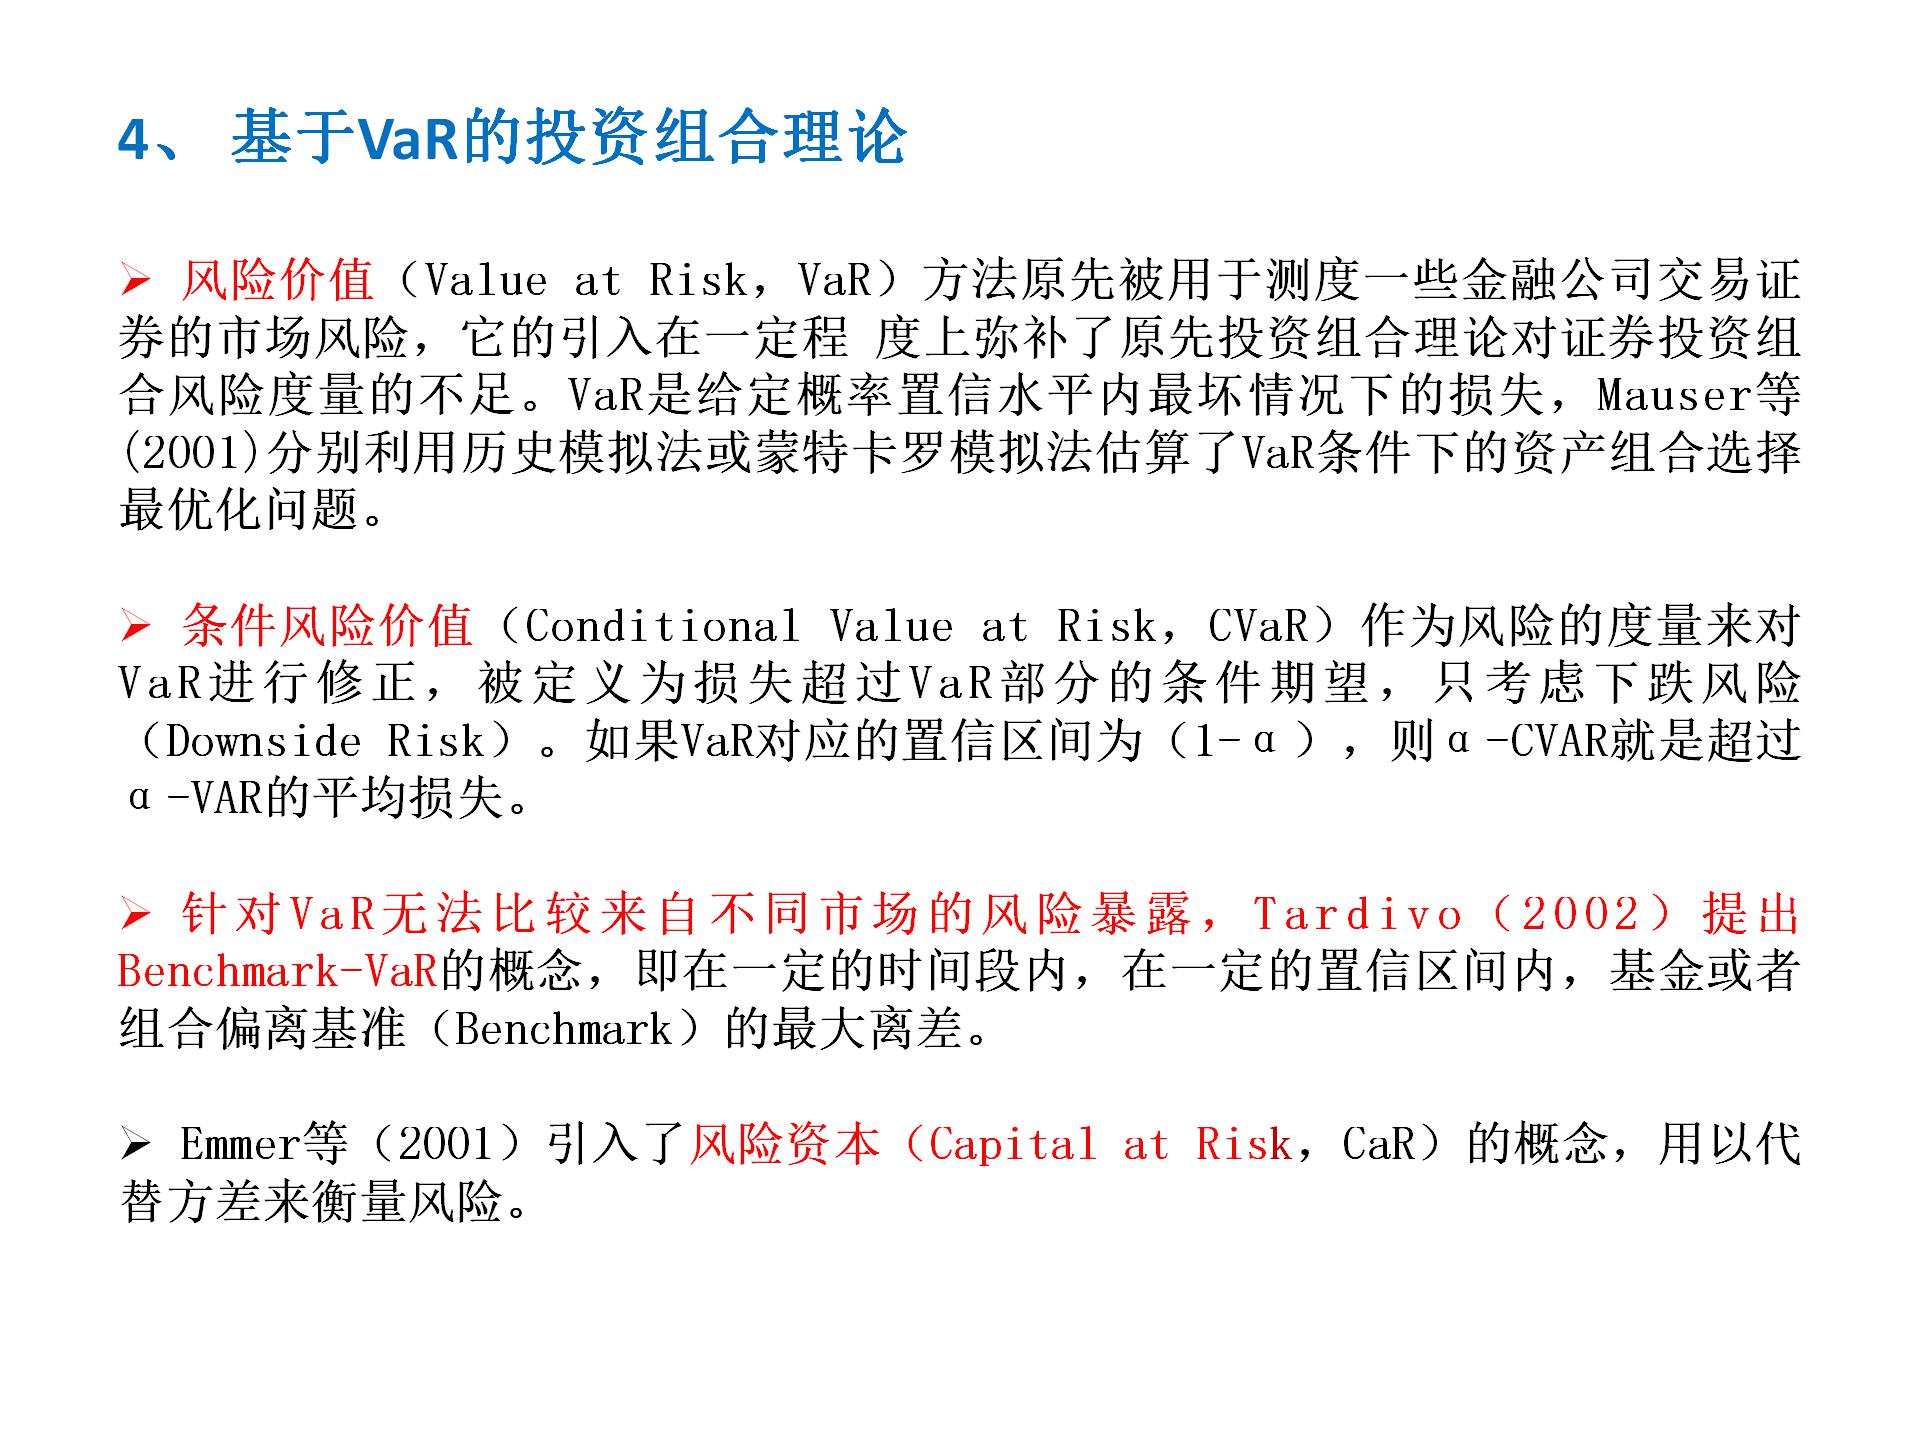 4、 基于VaR的投资组合理论
➢ 风险价值（Value at Risk，VaR）方法原先被用于测度一些金融公司交易证
券的市场风险，它的引入在一定程 度上弥补了原先投资组合理论对证券投资组
合风险度量的不足。VaR是给定概率置信水平内最坏情况下的损失，Mauser等
(2001)分别利用历史模拟法或蒙特卡罗模拟法估算了VaR条件下的资产组合选择
最优化问题。
➢ 条件风险价值（Conditional Value at Risk，CVaR）作为风险的度量来对
VaR进行修正，被定义为损失超过VaR部分的条件期望，只考虑下跌风险
（Downside Risk）。如果VaR对应的置信区间为（1-α），则α-CVAR就是超过
α-VAR的平均损失。
➢ 针对VaR无法比较来自不同市场的风险暴露，Tardivo（2002）提出
Benchmark-VaR的概念，即在一定的时间段内，在一定的置信区间内，基金或者
组合偏离基准（Benchmark）的最大离差。
➢ Emmer等（2001）引入了风险资本（Capital at Risk，CaR）的概念，用以代
替方差来衡量风险。